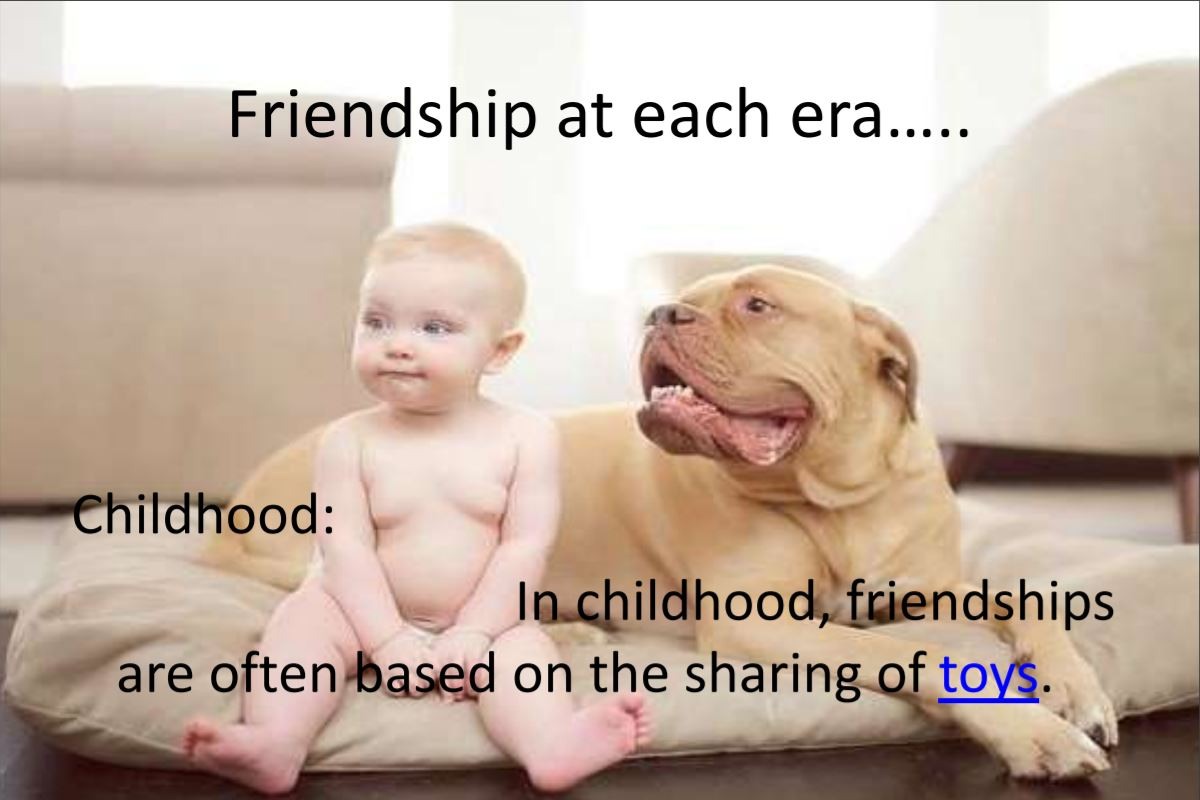 Friendship at each era.....
Childhood:
In childhood, friendships
are often based on the sharing of toys.